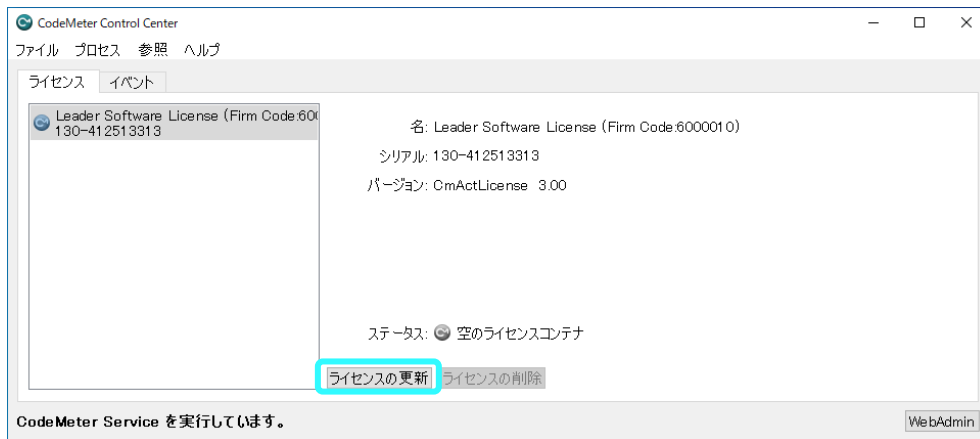 CodeMeter Control Center
ファイル プロセス 参照 ヘルプ
ライセンス イベント
Leader Software License (Firm Code:600
130-412513313
名: Leader Software License (Firm Code:6000010)
シリアル: 130-412513313
バージョン: CmActLicense 3.00
ステータス: 空のライセンスコンテナ
ライセンスの更新 ライセンスの削除
CodeMeter Service を実行しています。 WebAdmin